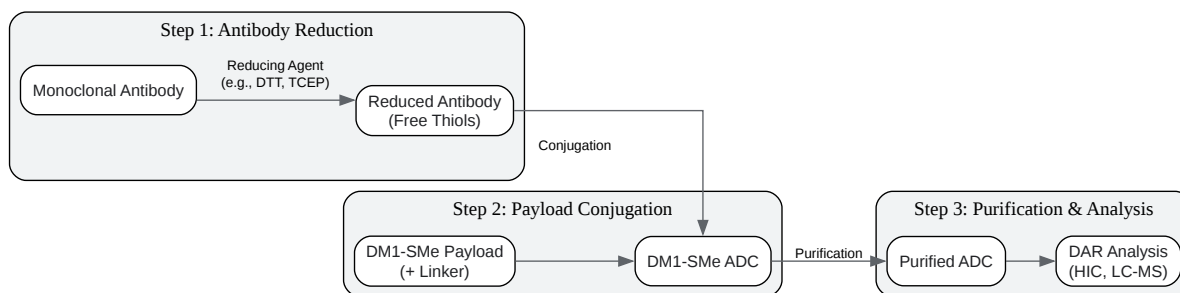 Step 1: Antibody Reduction
Monoclonal Antibody
Reducing Agent
(e.g., DTT, TCEP)
Reduced Antibody
(Free Thiols)
Conjugation
Step 2: Payload Conjugation
DM1-SMe Payload
(+ Linker)
DM1-SMe ADC
Purification
Step 3: Purification & Analysis
Purified ADC
DAR Analysis
(HIC, LC-MS)